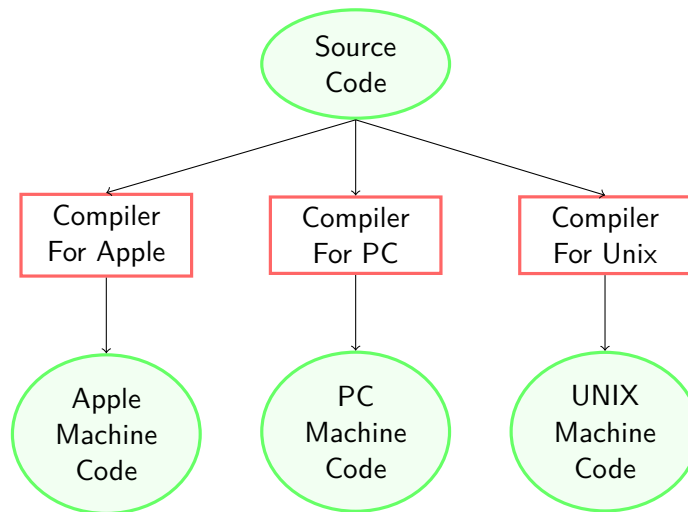 Source
Code
Compiler
For Apple
Compiler
For PC
Compiler
For Unix
Apple
Machine
Code
PC
Machine
Code
UNIX
Machine
Code